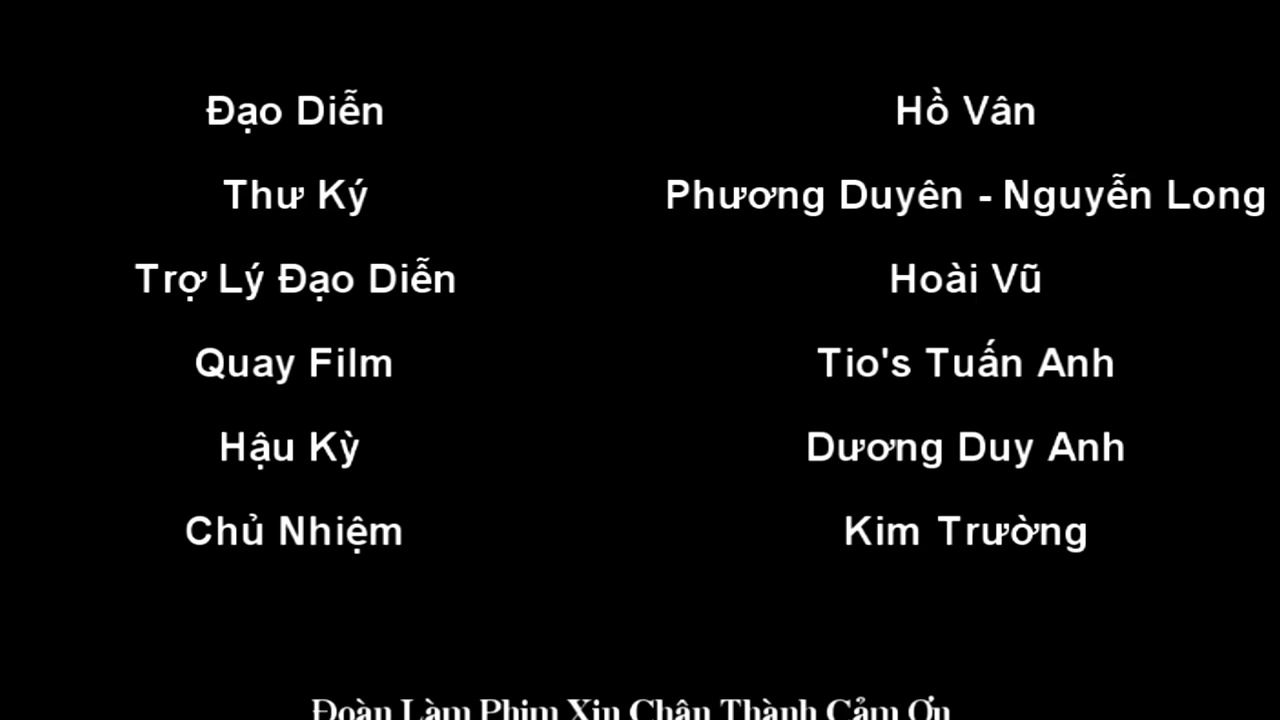 Đạo Diễn Hồ Vân
Thư Ký Phương Duyên - Nguyễn Long
Trợ Lý Đạo Diễn Hoài Vũ
Quay Film Tio's Tuấn Anh
Hậu Kỳ Dương Duy Anh
Chủ Nhiệm Kim Trường
Đoàn Làm Phim Xin Chân Thành Cảm Ơn